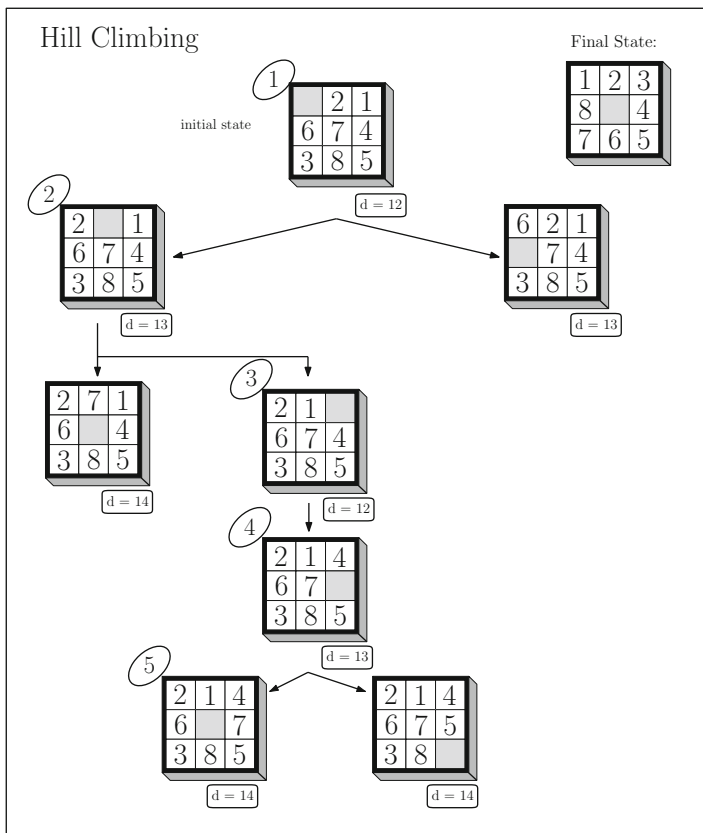 Hill Climbing
Final State:
1 2 3
8 4
7 6 5
1
initial state
2 1
6 7 4
3 8 5
d = 12
2
2 1
6 7 4
3 8 5
d = 13
6 2 1
7 4
3 8 5
d = 13
2 7 1
6 4
3 8 5
d = 14
3
2 1
6 7 4
3 8 5
d = 12
4
2 1 4
6 7
3 8 5
d = 13
5
2 1 4
6 7
3 8 5
d = 14
2 1 4
6 7 5
3 8
d = 14